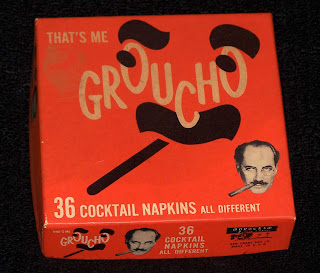 THAT'S ME
GROUCHO
36 COCKTAIL NAPKINS ALL DIFFERENT
THAT'S ME
GROUCHO
36
COCKTAIL
NAPKINS
ALL DIFFERENT